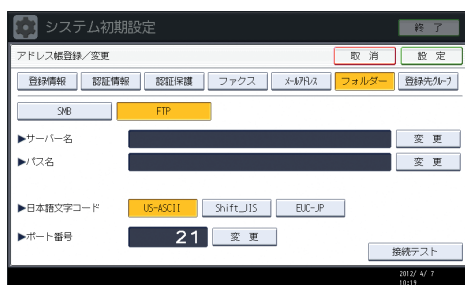 システム初期設定 終 了
アドレス帳登録／変更 取 消 設 定
登録情報 認証情報 認証保護 ファクス メールアドレス フォルダー 登録先グループ
SMB FTP
▶サーバー名 変 更
▶パス名 変 更
▶日本語文字コード US-ASCII Shift_JIS EUC-JP
▶ポート番号 21 変 更
接続テスト
2012/ 4/ 7
10:19